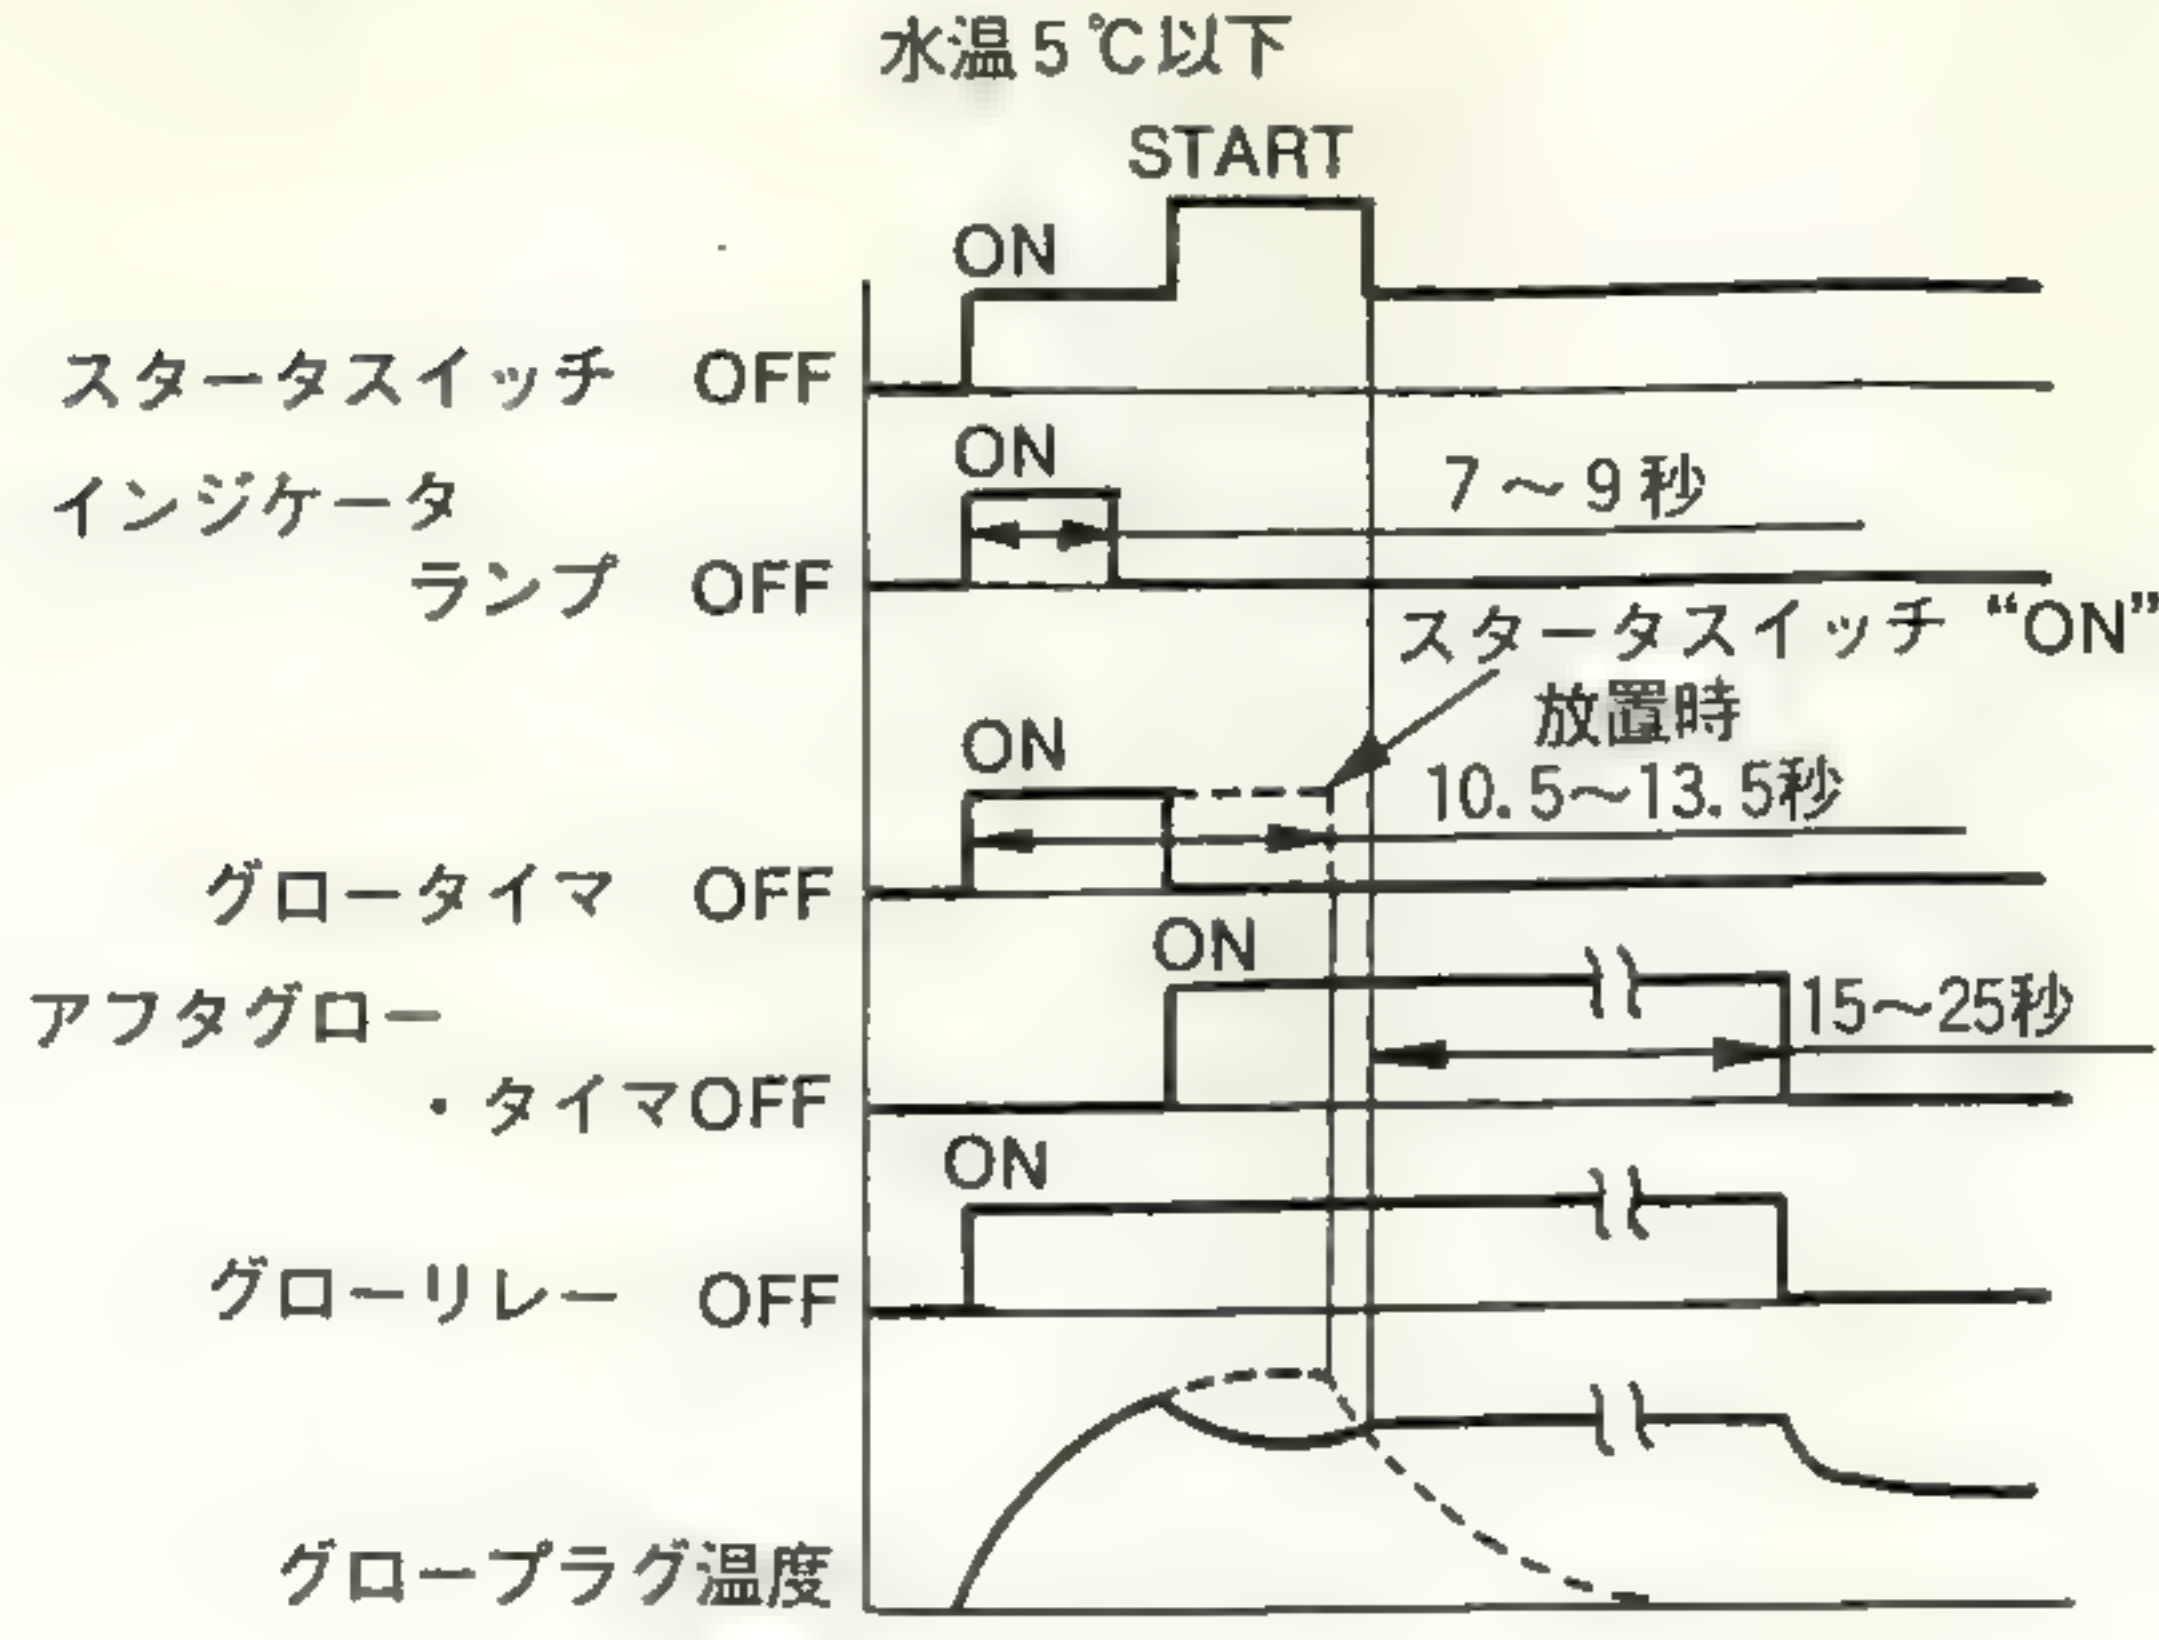 水温5℃以下
START
ON
スタータスイッチ OFF
ON
インジケータ
7～9秒
ランプ OFF
スタータスイッチ “ON”
放置時
ON
10.5～13.5秒
グロータイマ OFF
ON
アフタグロー
15～25秒
・タイマOFF
ON
グローリレー OFF
グロープラグ温度